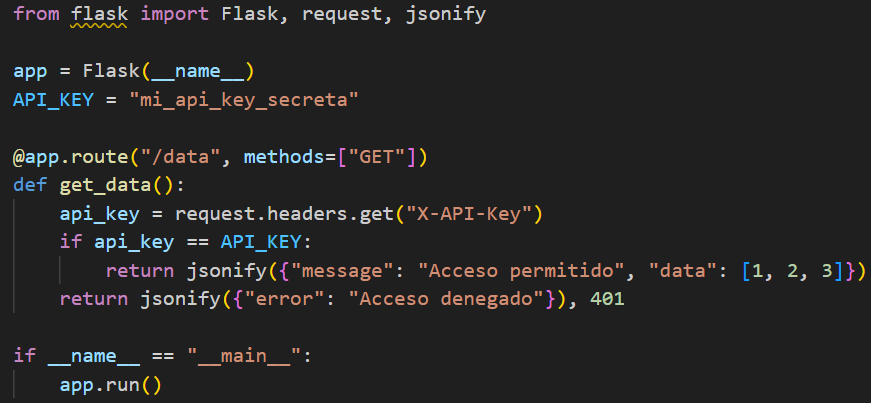 from flask import Flask, request, jsonify

app = Flask(__name__)
API_KEY = "mi_api_key_secreta"

@app.route("/data", methods=["GET"])
def get_data():
    api_key = request.headers.get("X-API-Key")
    if api_key == API_KEY:
        return jsonify({"message": "Acceso permitido", "data": [1, 2, 3]})
    return jsonify({"error": "Acceso denegado"}), 401

if __name__ == "__main__":
    app.run()